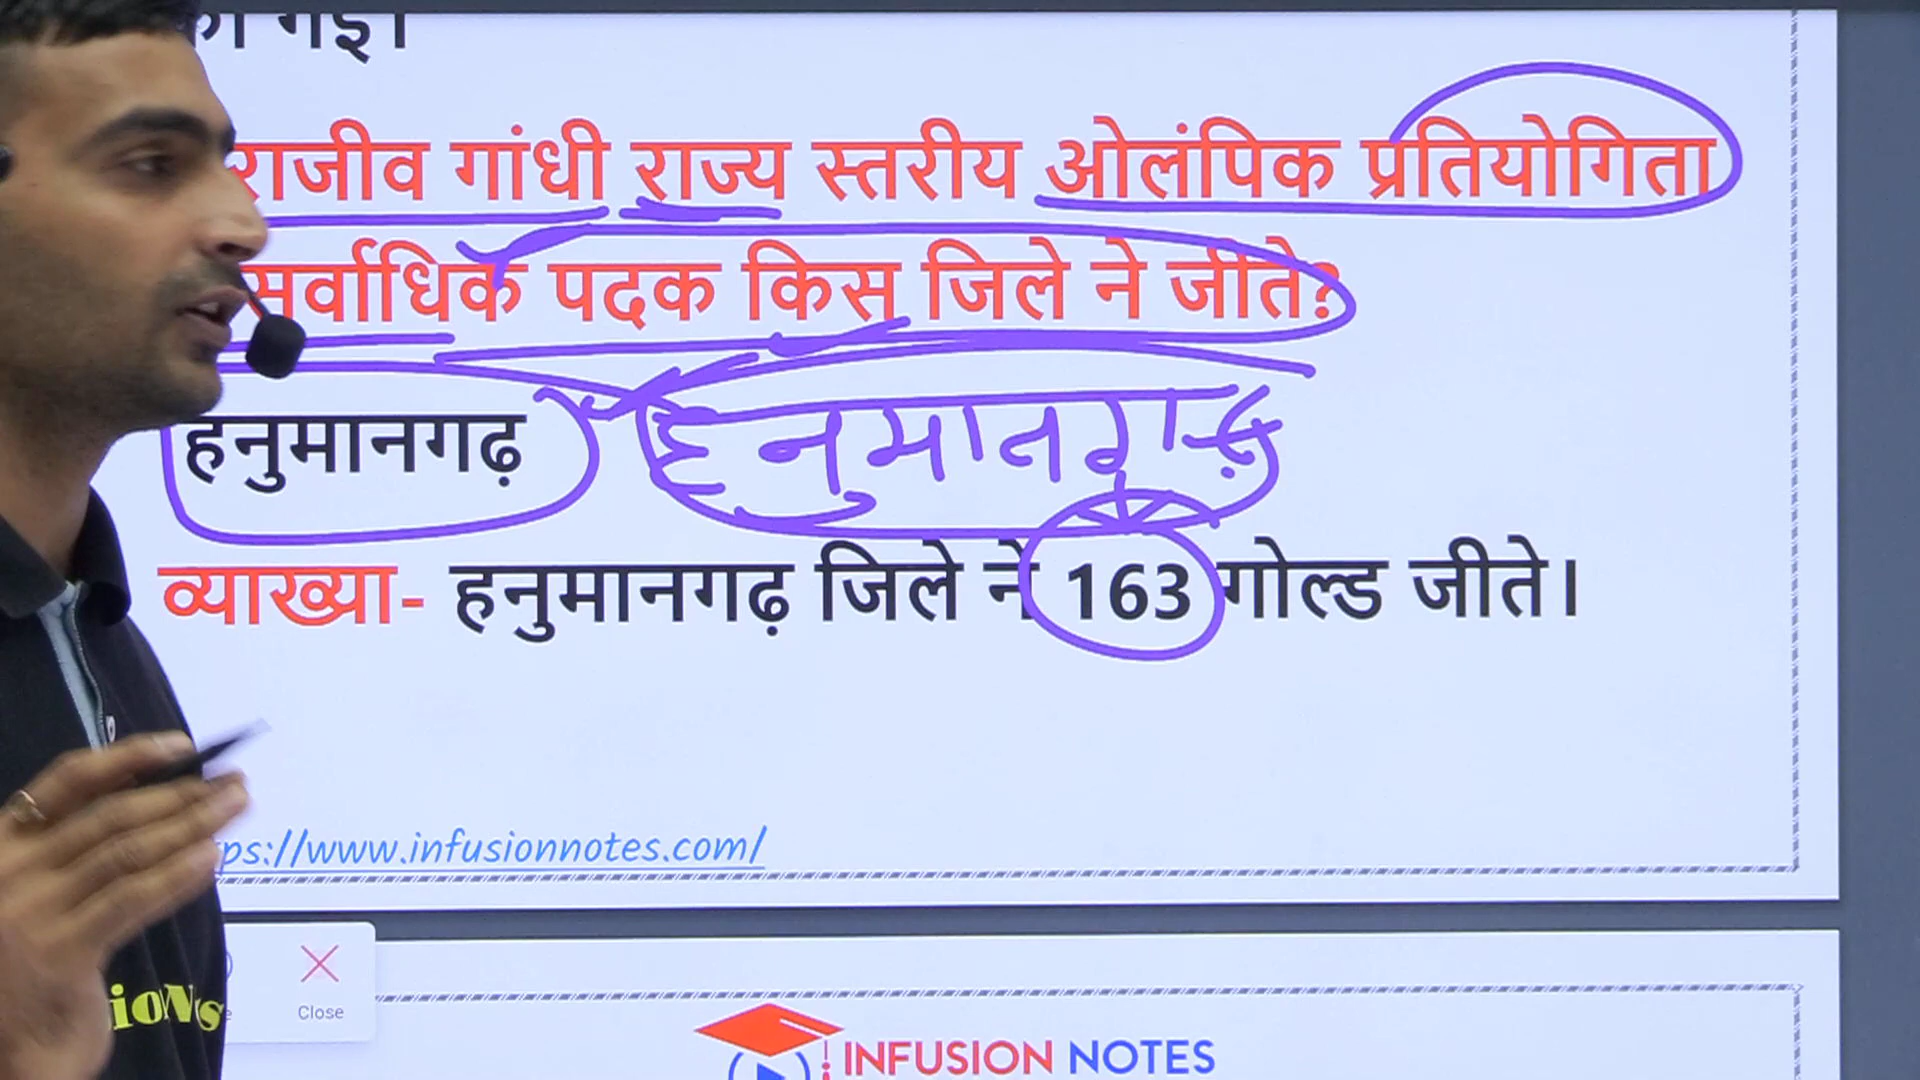 की गई।
राजीव गांधी राज्य स्तरीय ओलंपिक प्रतियोगिता
सर्वाधिक पदक किस जिले ने जीते?
हनुमानगढ़ हनुमानगढ़
व्याख्या- हनुमानगढ़ जिले ने 163 गोल्ड जीते।
ps://www.infusionnotes.com/
Close
INFUSION NOTES